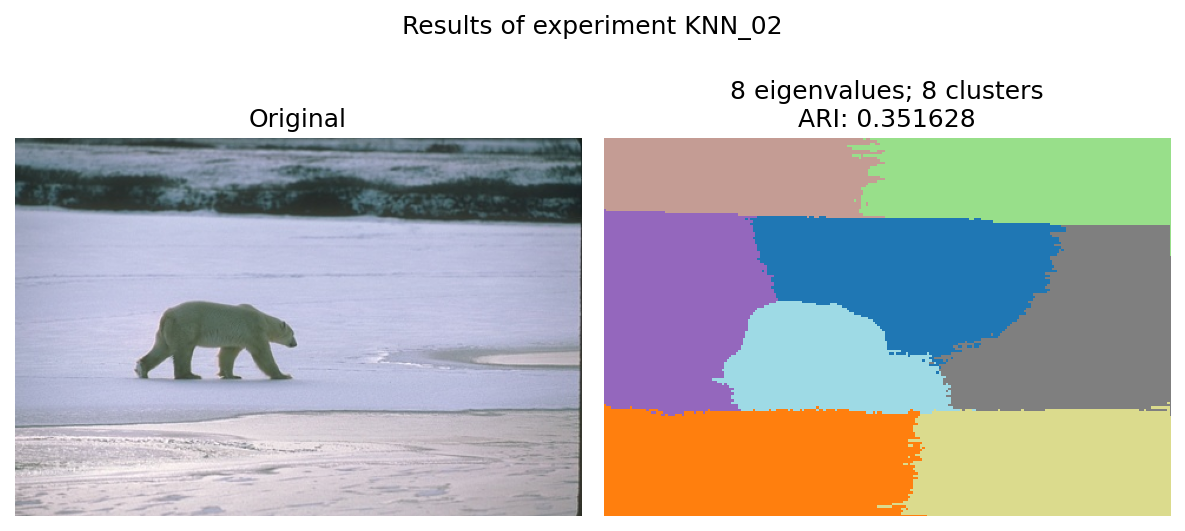 Results of experiment KNN_02
Original
8 eigenvalues; 8 clusters
ARI: 0.351628